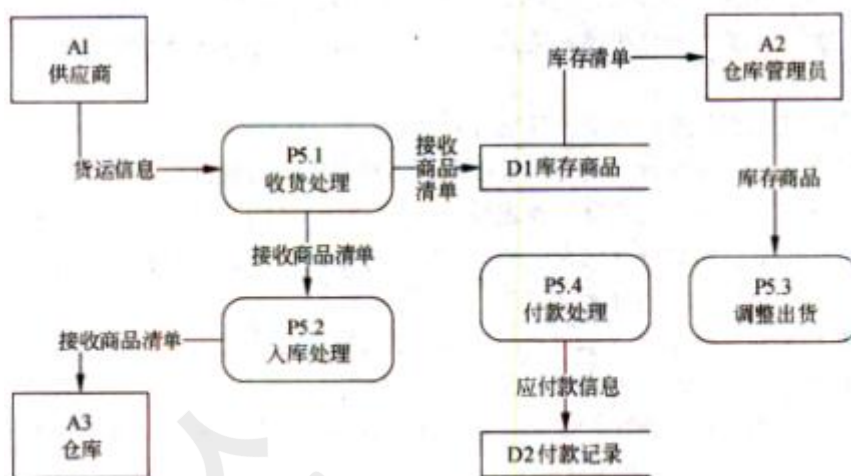 A1
供应商
库存清单
A2
仓库管理员
货运信息
P5.1
收货处理
接收
商品
清单
D1库存商品
库存商品
接收商品清单
P5.4
付款处理
P5.3
调整出货
P5.2
入库处理
接收商品清单
应付款信息
A3
仓库
D2付款记录